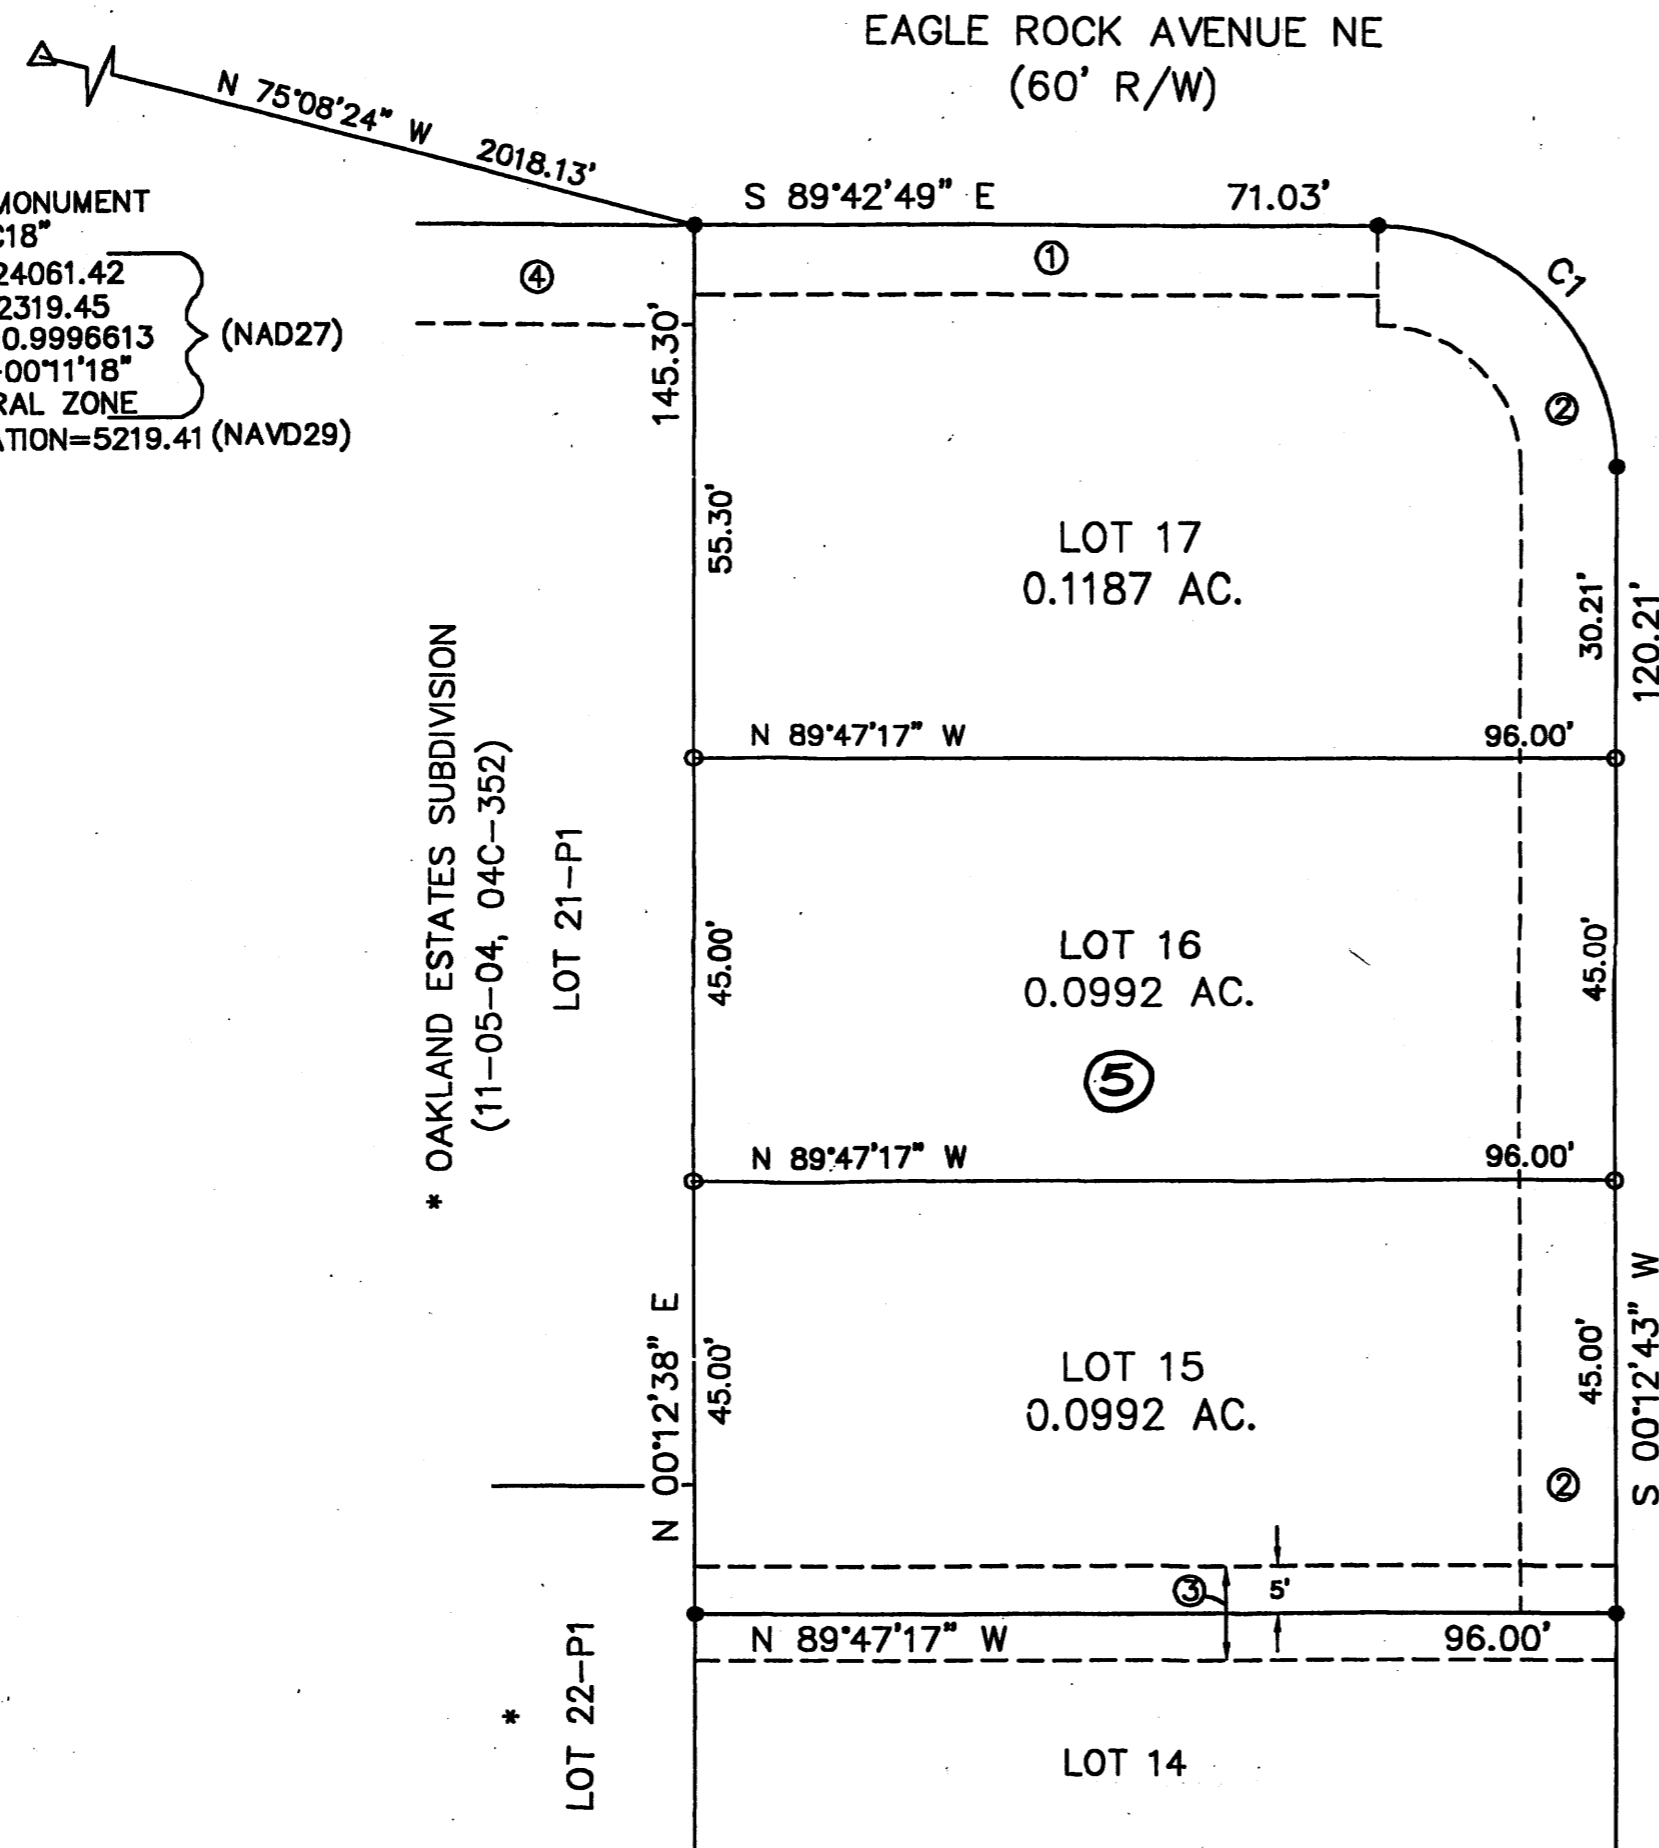 EAGLE ROCK AVENUE NE
(60' R/W)
N 75°08'24" W 2018.13'
S 89°42'49" E 71.03'
MONUMENT
C18"
24061.42
2319.45
0.9996613
-00°11'18"
RAL ZONE
(NAD27)
ATION=5219.41 (NAVD29)
④
①
C1
②
145.30'
55.30'
LOT 17
0.1187 AC.
30.21'
120.21'
N 89°47'17" W 96.00'
* OAKLAND ESTATES SUBDIVISION
(11-05-04, 04C-352)
LOT 21-P1
45.00'
LOT 16
0.0992 AC.
45.00'
⑤
N 89°47'17" W 96.00'
N 00°12'38" E
45.00'
LOT 15
0.0992 AC.
45.00'
S 00°12'43" W
②
③
5'
N 89°47'17" W 96.00'
* LOT 22-P1
LOT 14